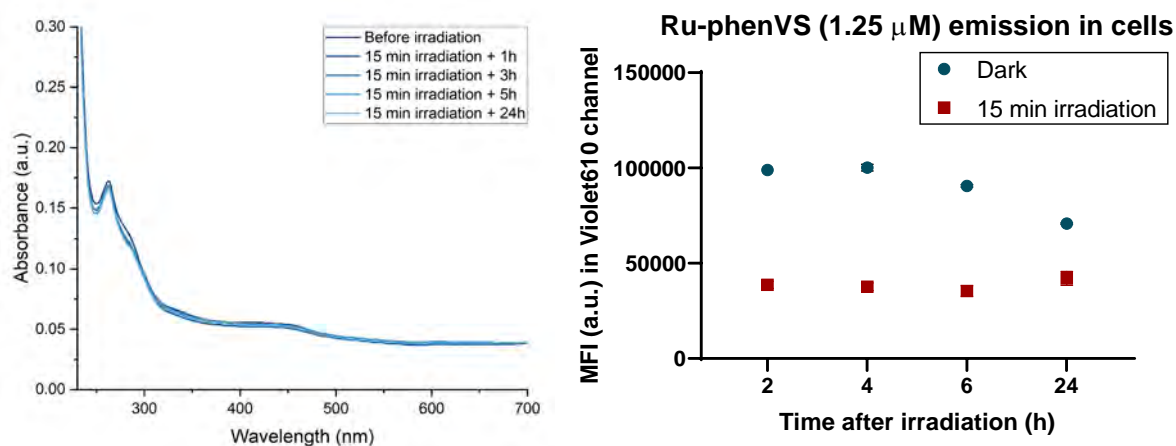 0.30
0.25
0.20
0.15
0.10
0.05
0.00
Absorbance (a.u.)
300
400
500
600
700
Wavelength (nm)
Before irradiation
15 min irradiation + 1h
15 min irradiation + 3h
15 min irradiation + 5h
15 min irradiation + 24h
Ru-phenVS (1.25 μM) emission in cells
Dark
15 min irradiation
150000
100000
50000
0
MFI (a.u.) in Violet610 channel
2
4
6
24
Time after irradiation (h)